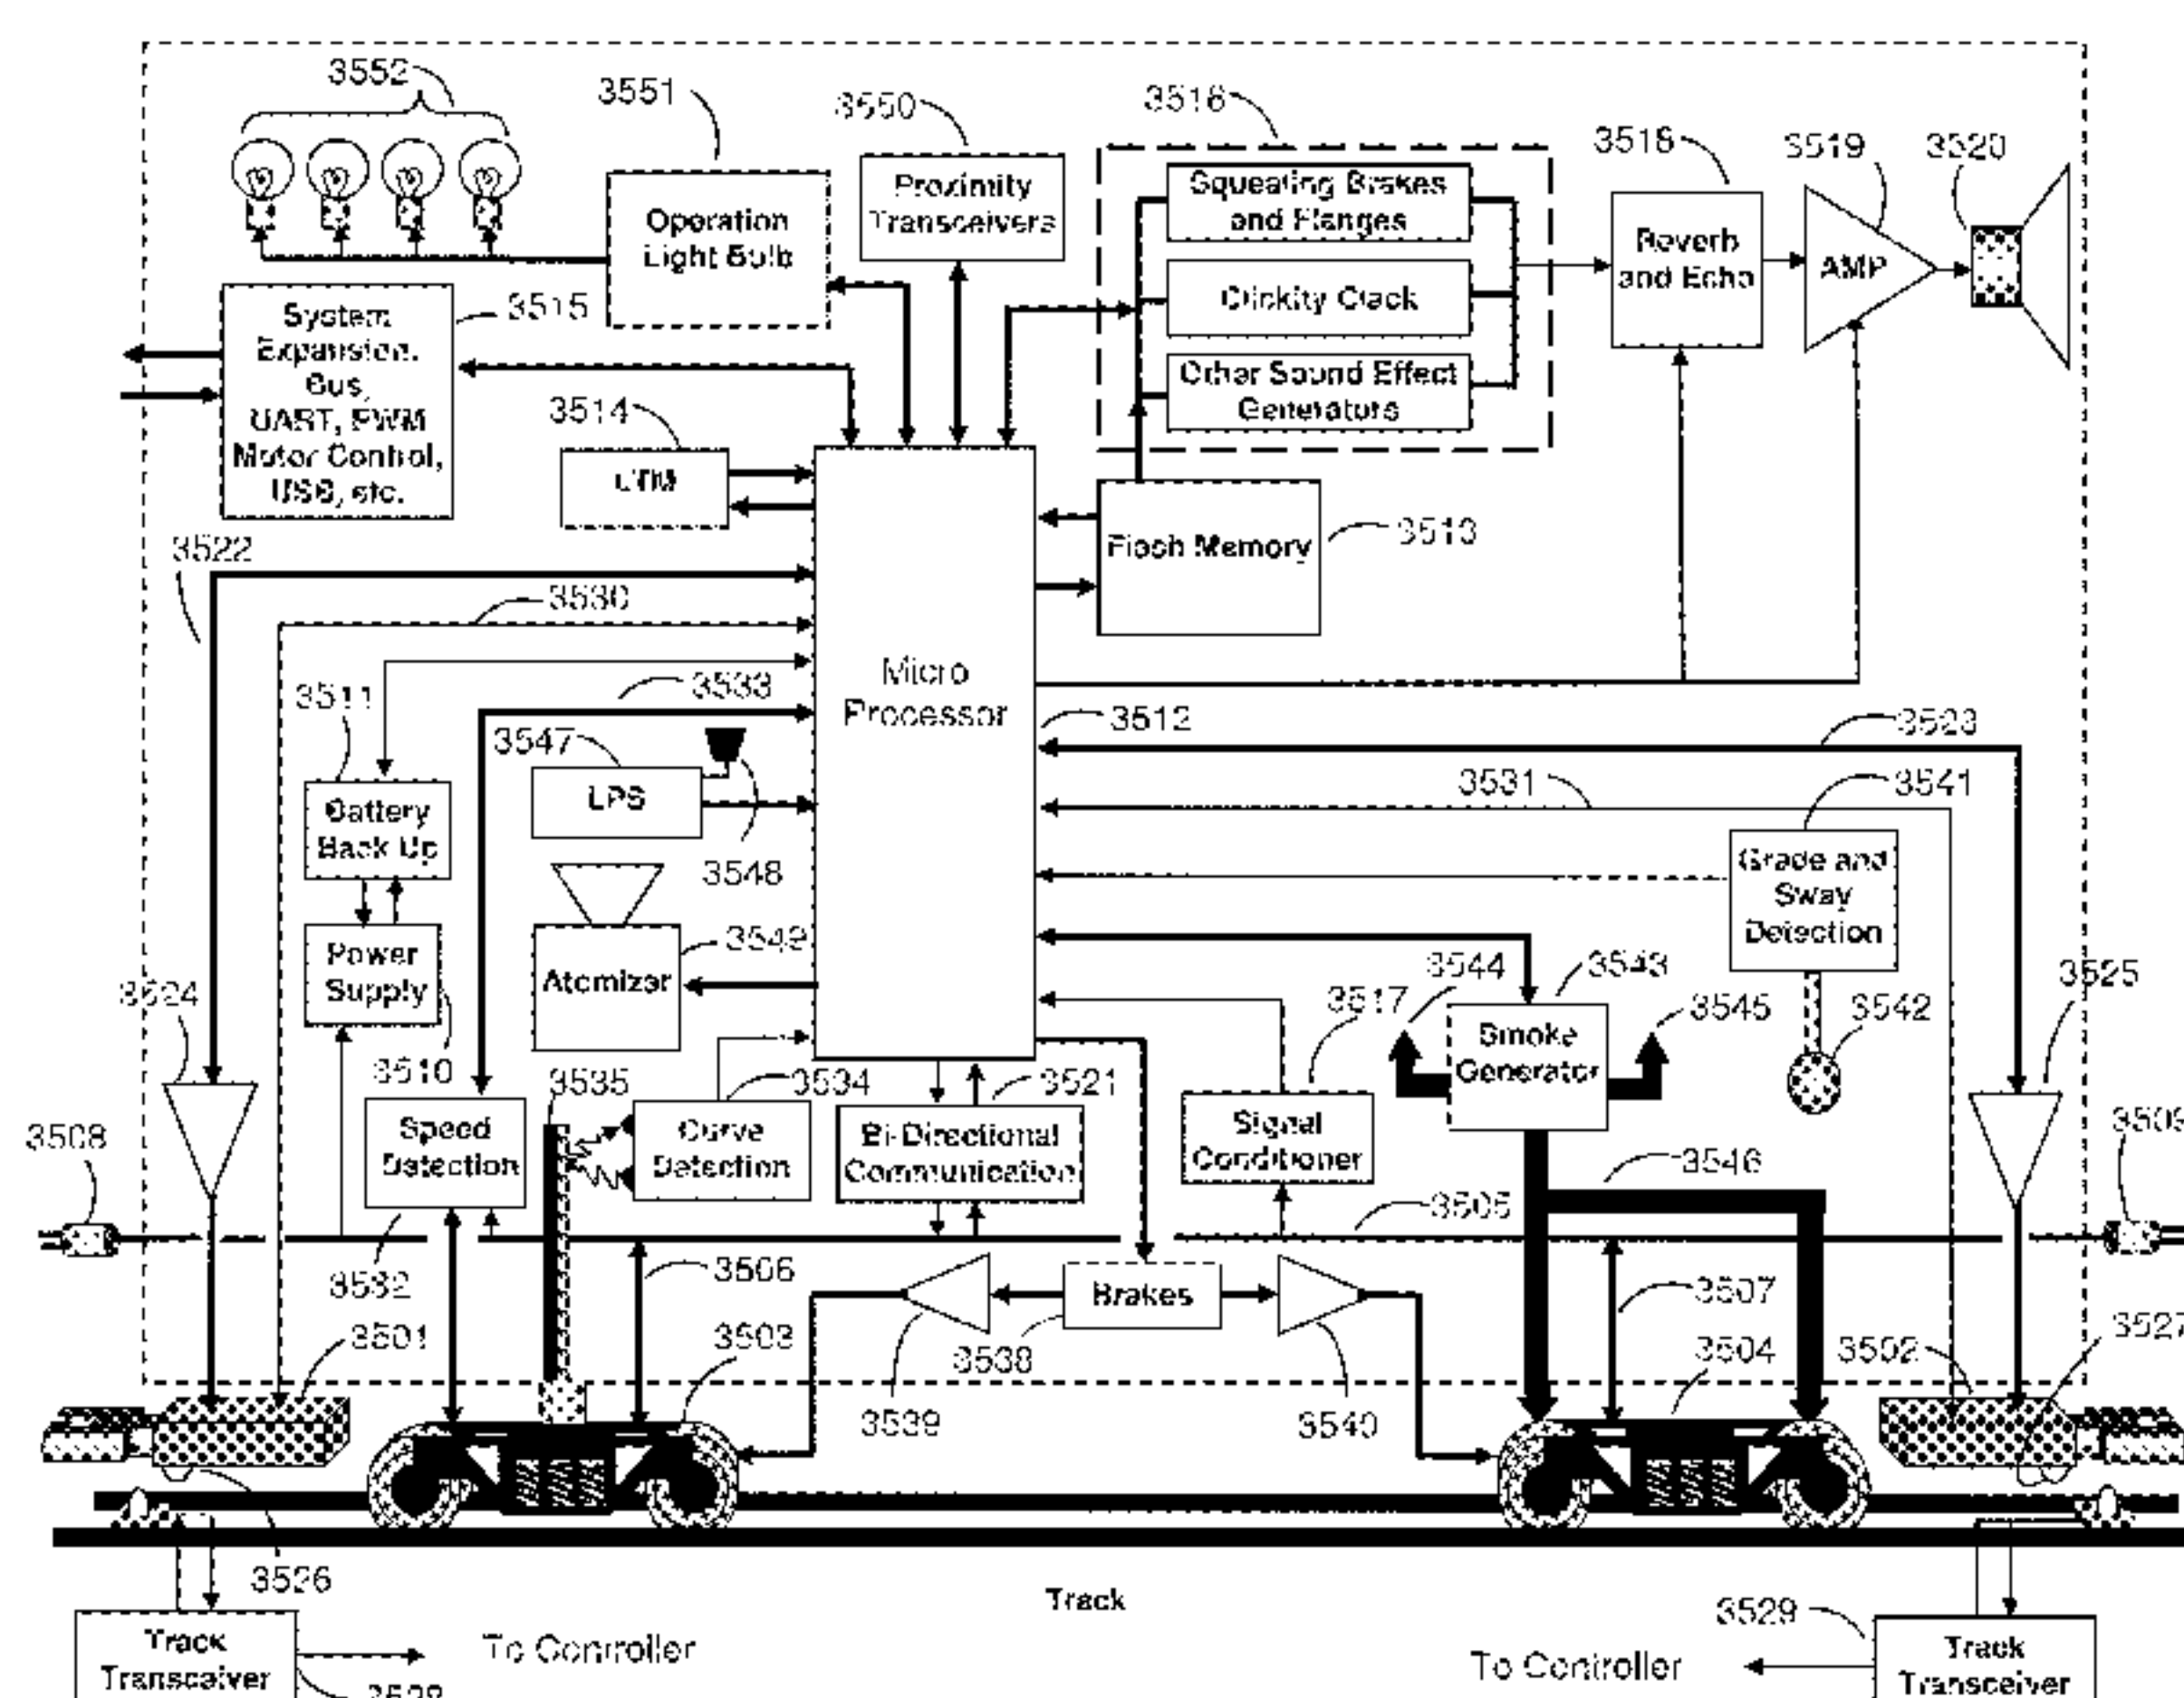 3552
3551
3550
3516
3518
3519
3520
Operation
Light Bulb
Proximity
Transceivers
Squealing Brakes
and Flanges
Clickity Clack
Other Sound Effect
Generators
Reverb
and Echo
AMP
System
Expansion.
Bus,
UART, PWM
Motor Control,
USB, etc.
3515
3514
LTM
Flash Memory
3513
3522
3530
Micro
Processor
3533
3511
3512
3523
3547
LPS
3548
3531
3541
Battery
Back Up
Grade and
Sway
Detection
Power
Supply
3510
3524
Atomizer
3549
3544
3543
3545
3517
Smoke
Generator
3542
3525
3508
3509
Speed
Detection
3532
3535
3534
Curve
Detection
3521
Bi-Directional
Communication
Signal
Conditioner
3546
3505
3506
3507
Brakes
3538
3501
3503
3539
3540
3504
3502
3527
3526
Track
Track
Transceiver
To Controller
To Controller
3529
Track
Transceiver